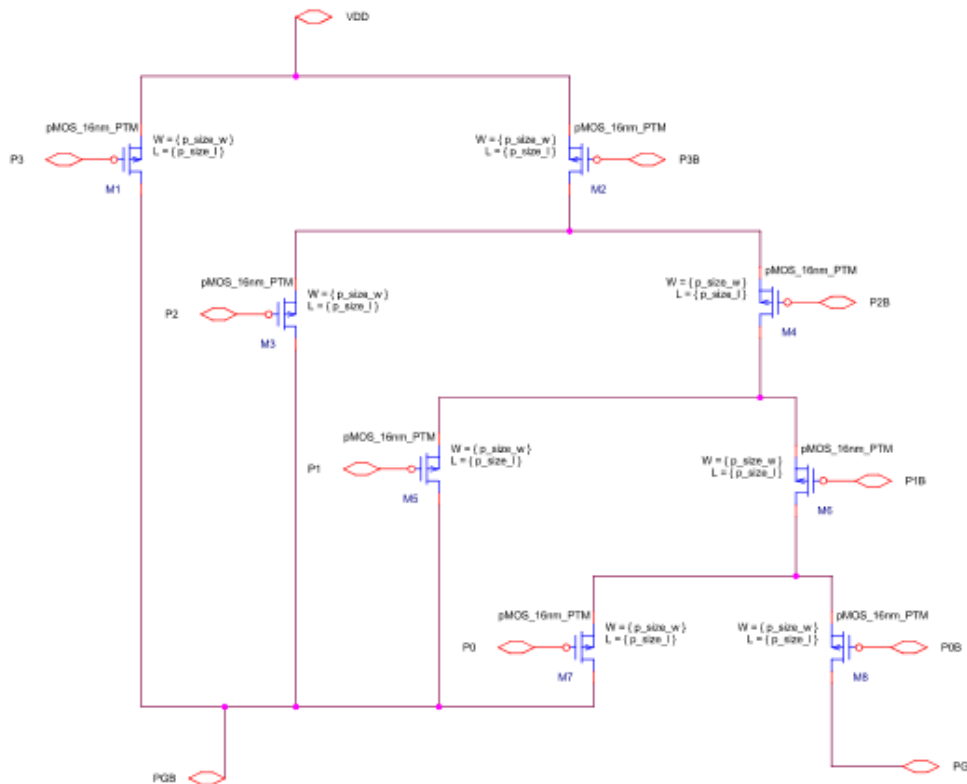 VDD
pMOS_16nm_PTM
W = {p_size_w}
L = {p_size_l}
P3
M1
W = {p_size_w}
L = {p_size_l}
P3B
M2
pMOS_16nm_PTM
W = {p_size_w}
L = {p_size_l}
P2
M3
pMOS_16nm_PTM
W = {p_size_w}
L = {p_size_l}
P2B
M4
pMOS_16nm_PTM
W = {p_size_w}
L = {p_size_l}
P1
M5
pMOS_16nm_PTM
W = {p_size_w}
L = {p_size_l}
P1B
M6
pMOS_16nm_PTM
W = {p_size_w}
L = {p_size_l}
P0
M7
pMOS_16nm_PTM
W = {p_size_w}
L = {p_size_l}
P0B
M8
PGB
PG